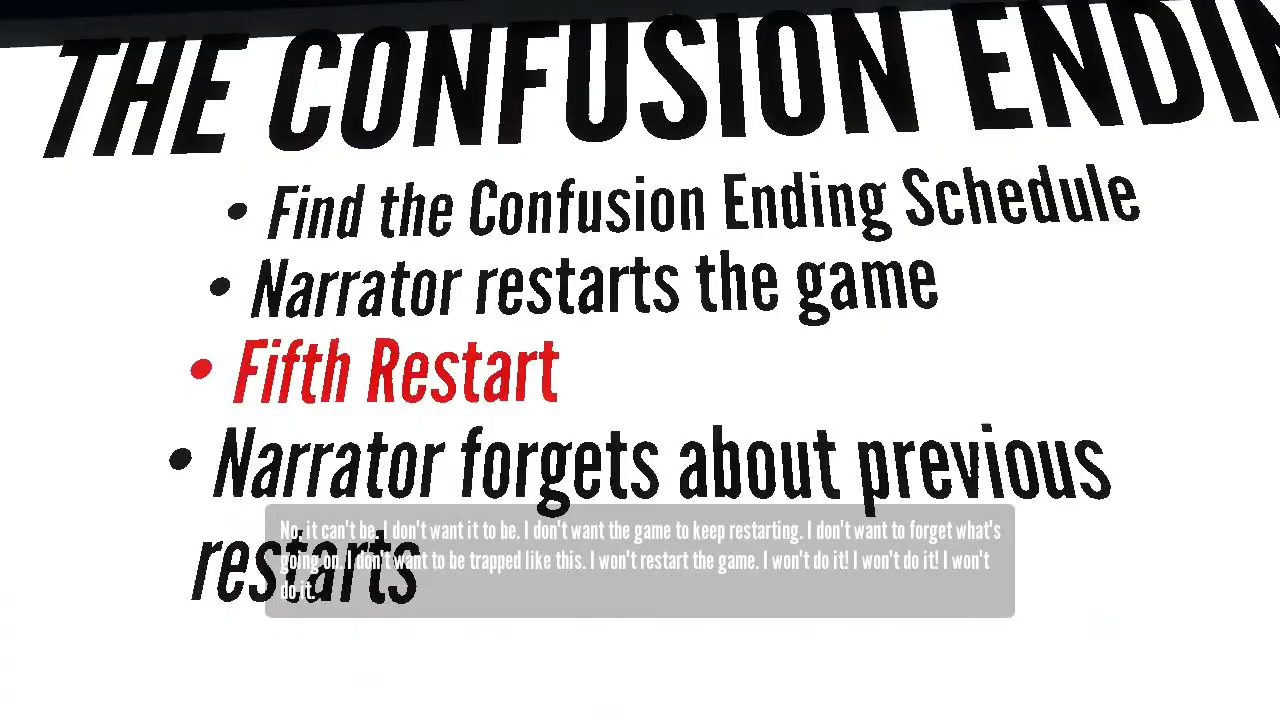 THE CONFUSION ENDIN
• Find the Confusion Ending Schedule
• Narrator restarts the game
• Fifth Restart
• Narrator forgets about previous
restarts
No, it can't be. I don't want it to be. I don't want the game to keep restarting. I don't want to forget what's
going on. I don't want to be trapped like this. I won't restart the game. I won't do it! I won't do it! I won't
do it.